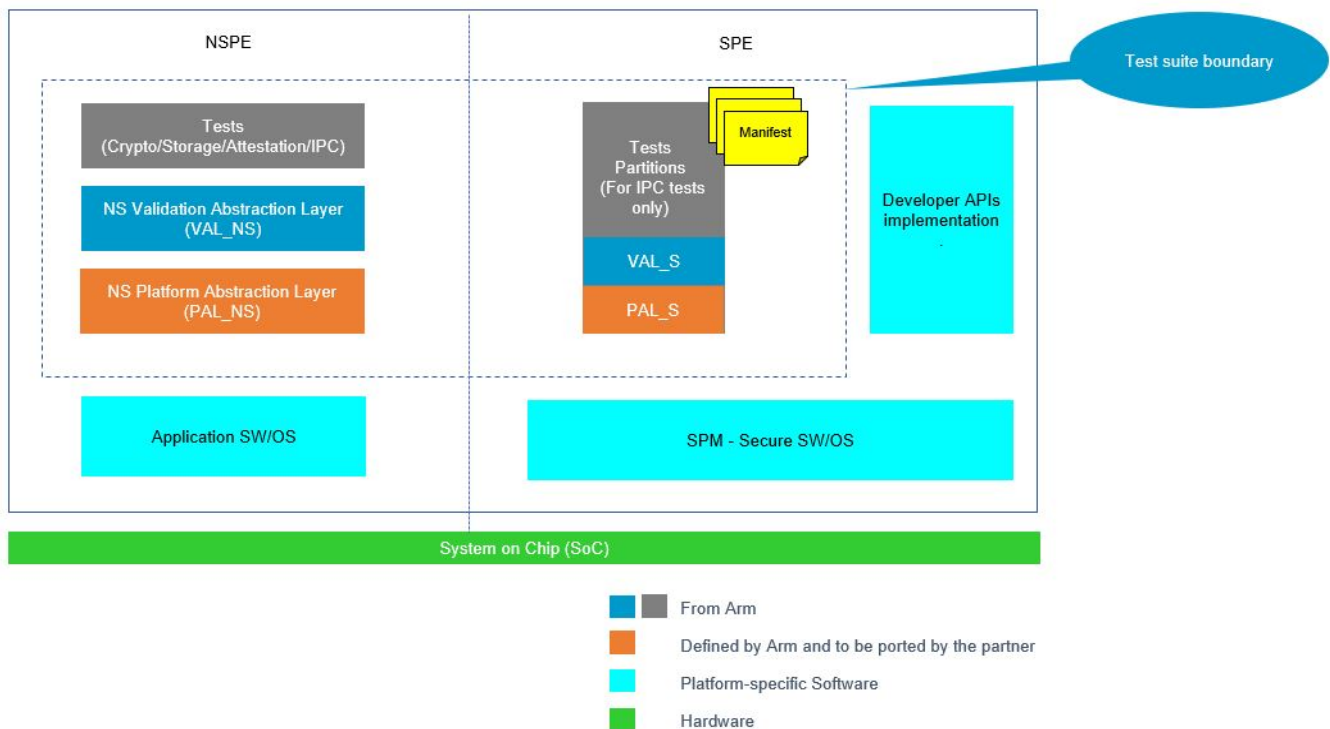 NSPE
SPE
Test suite boundary
Tests
(Crypto/Storage/Attestation/IPC)
NS Validation Abstraction Layer
(VAL_NS)
NS Platform Abstraction Layer
(PAL_NS)
Manifest
Tests
Partitions
(For IPC tests
only)
VAL_S
PAL_S
Developer APIs
implementation
.
Application SW/OS
SPM - Secure SW/OS
System on Chip (SoC)
From Arm
Defined by Arm and to be ported by the partner
Platform-specific Software
Hardware